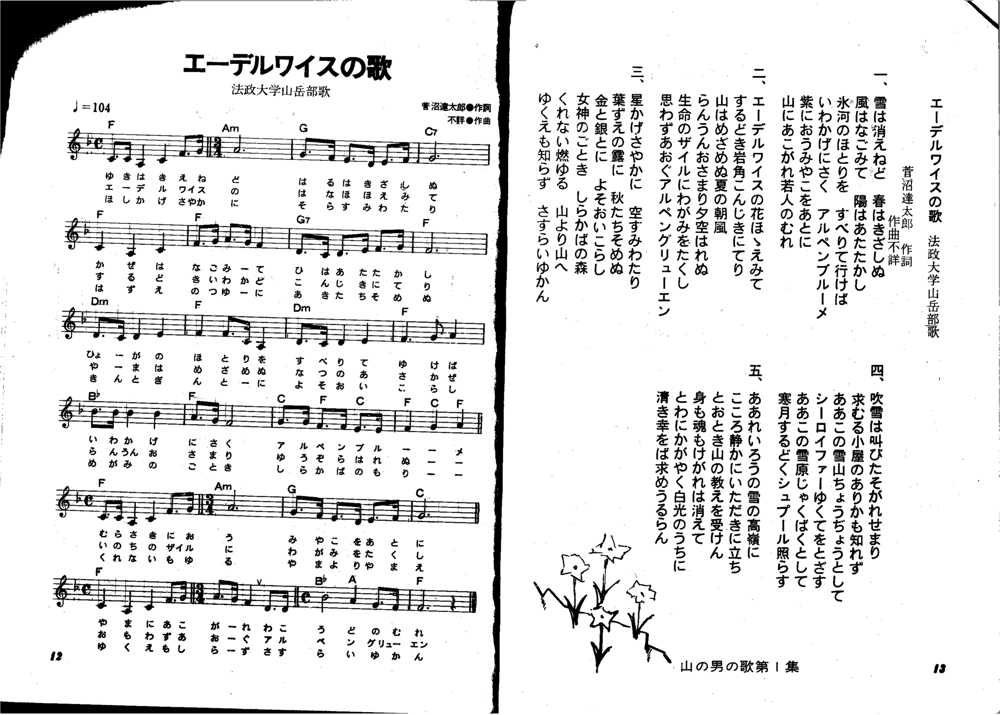 エーデルワイスの歌
法政大学山岳部歌
♩=104
菅沼達太郎●作詞
不詳●作曲
F Am G C7
ゆ き は き え ね ど は る は き ざ し ぬ
エ ー デ ル ワイ ス の は な ほ ほ え み て
ほ し か げ さや か に そ ら す み わ た り
F F G7 F
か ぜ は な ご み ー て ひ は あ た た か し
す る ど き い わ か ど こ ん じ き に て り
は ず え の つ ゆ ー に あ き た ち そ め ぬ
Dm F Dm F
ひょ ー が の ほ と り を す べ り て ゆ け ば
や ー ま は め ざ め ぬ な つ の あ さ か ぜ
き ん と ぎ ん と ー に よ そ お い こ ら し
B♭ F C F C F C F
い わ か げ に さ く ア ル ペ ン ブ ル ー ー メ
ら ん うん お さ ま り ゆ う ぞ ら は れ ぬ ー ー
め が み の ご と き し ら か ば の も り ー ー
F Am G C
む ら さ き に お う み や こ を あ と に
い の ち の ザイ ル に わ が み を た く し
く れ な い も ゆ る や ま よ り や ま え
F V B♭ A F
や ま に あ こ が ー れ わ こ う ど の む れ
お も わ ず あ お ー ぐ ア ル ペ ン グ リュー エン
ゆ く え も し ら ー ず さ す ら い ゆ か ん
12
エーデルワイスの歌 法政大学山岳部歌
菅沼達太郎 作詞
作曲不詳
一、雪は消えねど 春はきざしぬ
風はなごみて 陽はあたたかし
氷河のほとりを すべりて行けば
いわかげにさく アルペンブルーメ
紫におうみやこをあとに
山にあこがれ若人のむれ
二、エーデルワイスの花ほゝえみて
するどき岩角こんじきにてり
山はめざめぬ夏の朝風
らんうんおさまり夕空はれぬ
生命のザイルにわがみをたくし
思わずあおぐアルペングリューエン
三、星かげさやかに 空すみわたり
葉ずえの露に 秋たちそめぬ
金と銀とに よそおいこらし
女神のごとき しらかばの森
くれない燃ゆる 山より山へ
ゆくえも知らず さすらいゆかん
四、吹雪は叫びたそがれせまり
求むる小屋のありかも知れず
ああこの雪山ちょうぢょうとして
シーロイファーゆくてをとざす
ああこの雪原じゃくばくとして
寒月するどくシュプール照らす
五、ああれいろうの雪の高嶺に
こころ静かにいただきに立ち
とおとき山の教えを受けん
身も魂もけがれは消えて
とわにかがやく白光のうちに
清き幸をば求めうるらん
山の男の歌第1集
13